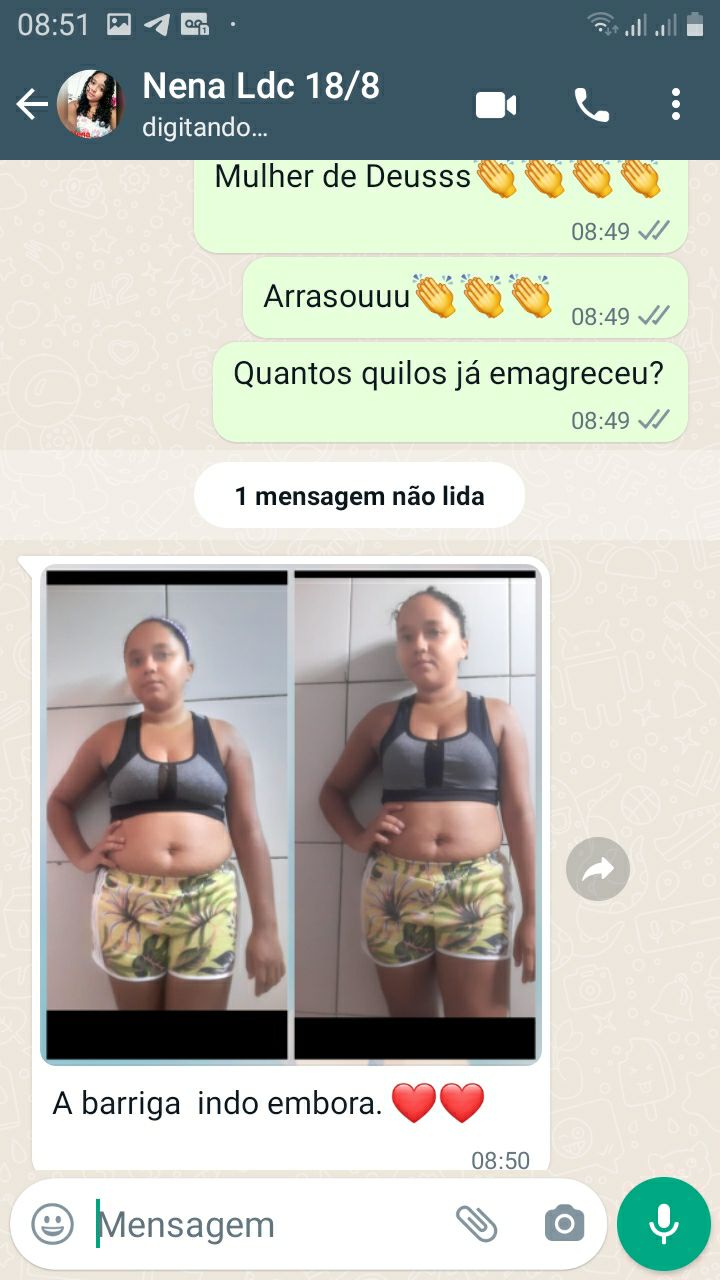 08:51
Nena Ldc 18/8
digitando...
Mulher de Deusss👏👏👏👏
08:49
Arrasouuu👏👏👏
08:49
Quantos quilos já emagreceu?
08:49
1 mensagem não lida
A barriga indo embora. ❤️❤️
08:50
Mensagem